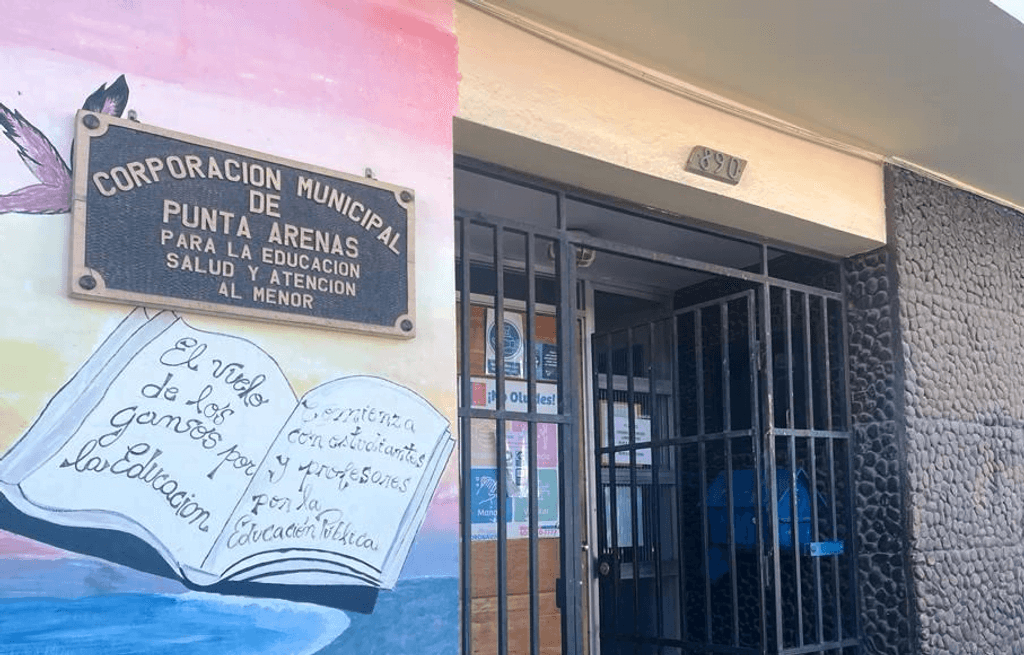 CORPORACION MUNICIPAL
DE
PUNTA ARENAS
PARA LA EDUCACION
SALUD Y ATENCION
AL MENOR
890
El vuelo
de los
gansos por
la Educacion.
Comienza
con estudiantes
y profesores
por la
Educación Pública.
¡No Olvides!